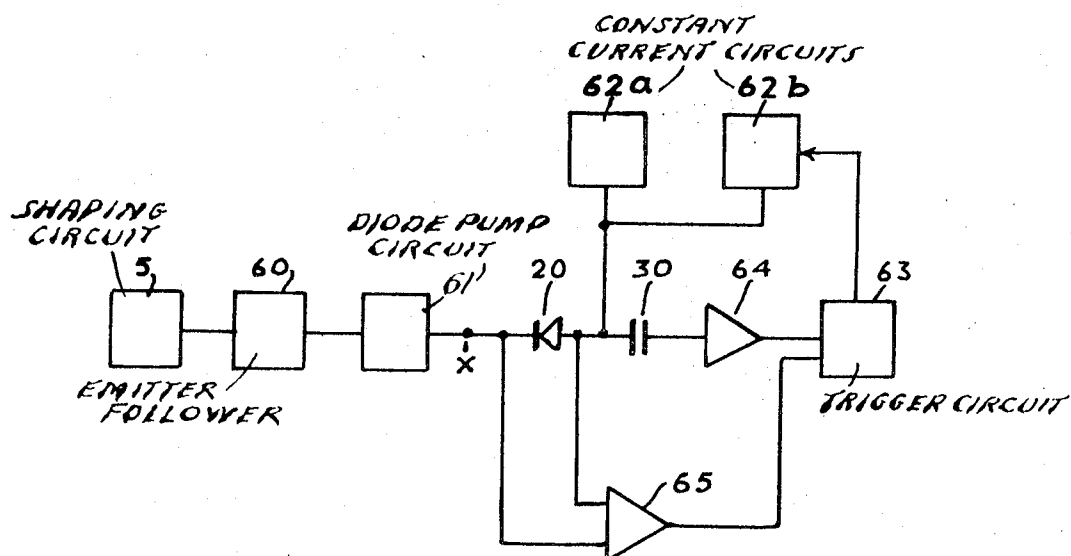 CONSTANT
CURRENT CIRCUITS
62a 62b
SHAPING
CIRCUIT
5
60
EMITTER
FOLLOWER
DIODE PUMP
CIRCUIT
61'
X
20
30
64
63
TRIGGER CIRCUIT
65